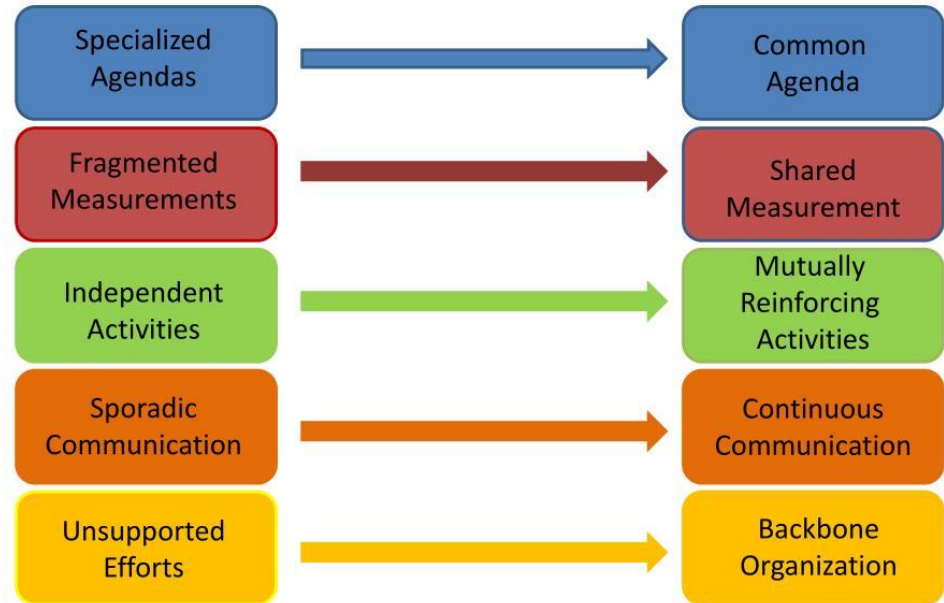 Specialized
Agendas
Common
Agenda
Fragmented
Measurements
Shared
Measurement
Independent
Activities
Mutually
Reinforcing
Activities
Sporadic
Communication
Continuous
Communication
Unsupported
Efforts
Backbone
Organization